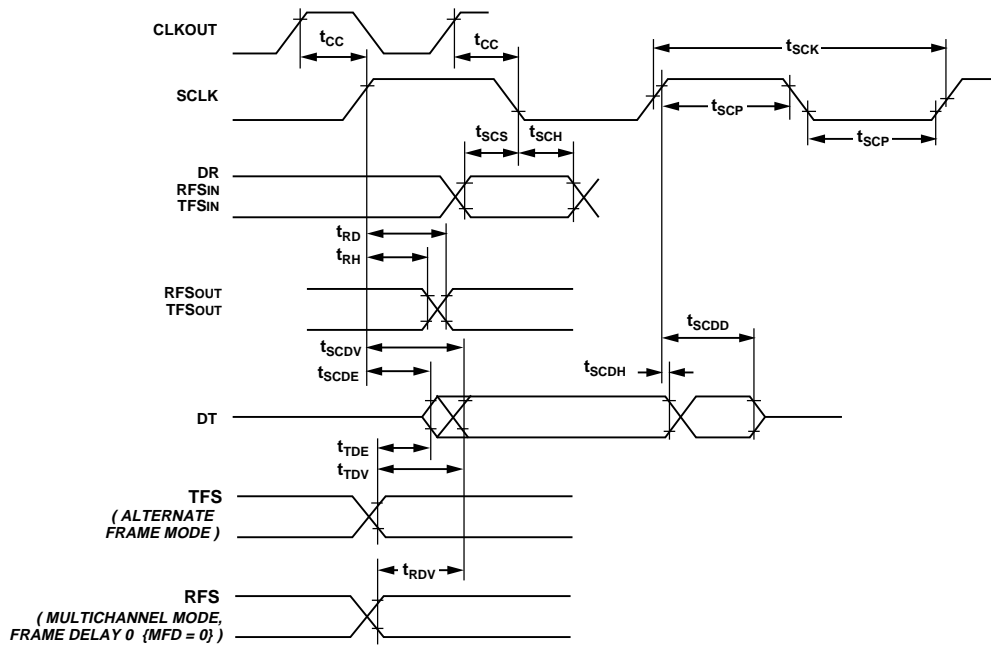 CLKOUT
tCC
tCC
tSCK
SCLK
tSCP
tSCP
tSCS
tSCH
DR
RFSIN
TFSIN
tRD
tRH
RFSOUT
TFSOUT
tSCDV
tSCDE
tSCDD
tSCDH
DT
tTDE
tTDV
TFS
( ALTERNATE
FRAME MODE )
tRDV
RFS
( MULTICHANNEL MODE,
FRAME DELAY 0 {MFD = 0} )